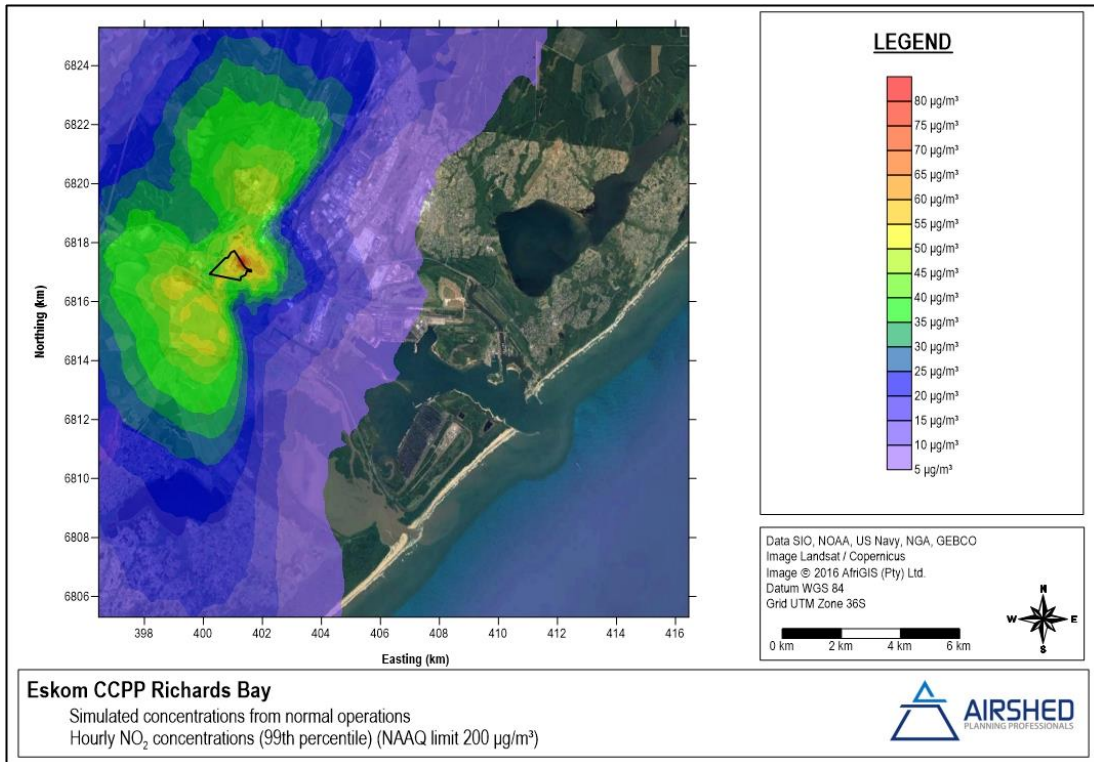 LEGEND
80 µg/m³
75 µg/m³
70 µg/m³
65 µg/m³
60 µg/m³
55 µg/m³
50 µg/m³
45 µg/m³
40 µg/m³
35 µg/m³
30 µg/m³
25 µg/m³
20 µg/m³
15 µg/m³
10 µg/m³
5 µg/m³
Northing (km)
6824
6822
6820
6818
6816
6814
6812
6810
6808
6806
398 400 402 404 406 408 410 412 414 416
Easting (km)
Data SIO, NOAA, US Navy, NGA, GEBCO
Image Landsat / Copernicus
Image © 2016 AfriGIS (Pty) Ltd.
Datum WGS 84
Grid UTM Zone 36S
0 km 2 km 4 km 6 km
N
W E
S
Eskom CCPP Richards Bay
Simulated concentrations from normal operations
Hourly NO₂ concentrations (99th percentile) (NAAQ limit 200 µg/m³)
AIRSHED
PLANNING PROFESSIONALS